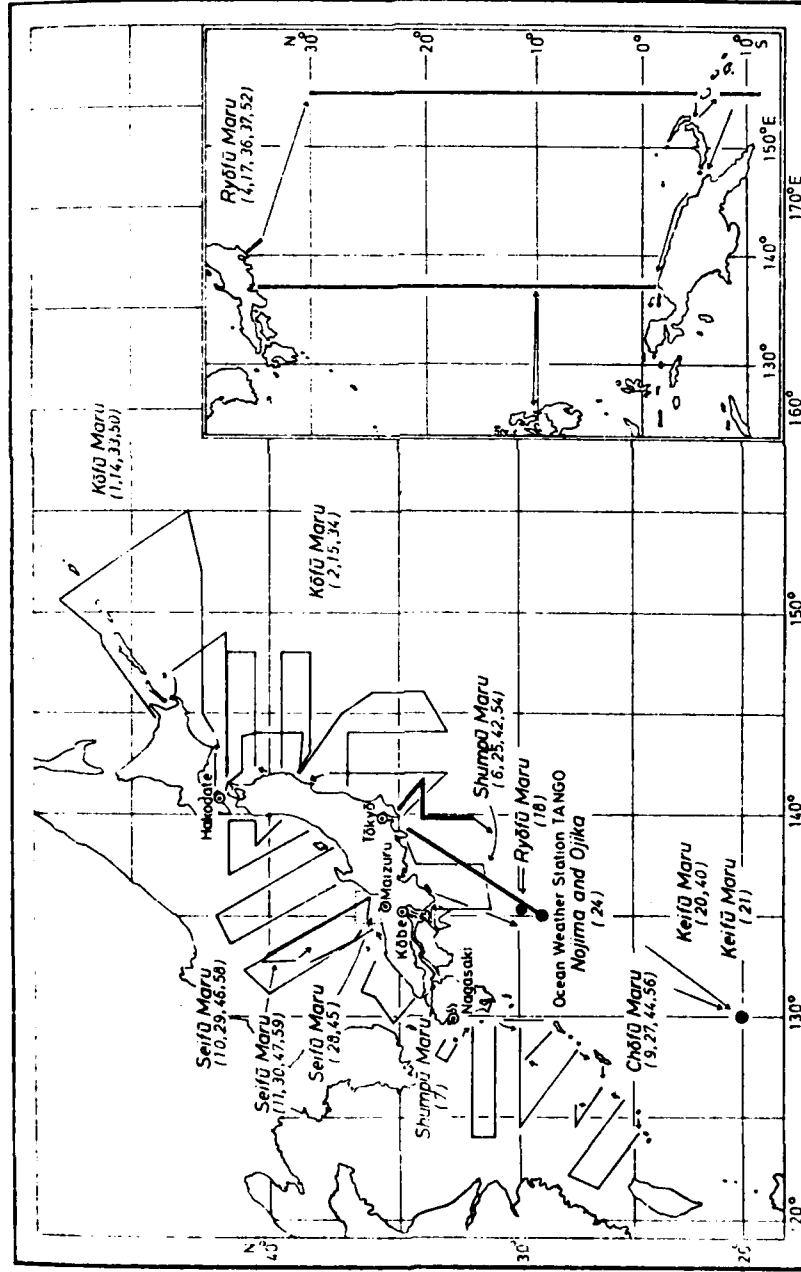 Kōfū Maru
(1,14,33,50)
Kōfū Maru
(2,15,34)
Ryōfū Maru
(4,17,36,37,52)
N
30°
20°
10°
0°
10°
S
130°
140°
150°E
Hakodate
Tōkyō
Maizuru
Kōbe
Nagasaki
Seifū Maru
(10,29,46,58)
Seifū Maru
(11,30,47,59)
Seifū Maru
(28,45)
Shumpū Maru
(7)
Shumpū Maru
(6,25,42,54)
Ryōfū Maru
(18)
Ocean Weather Station TANGO
Nojima and Ojika
(24)
Chōfū Maru
(9,27,44,56)
Keifū Maru
(20,40)
Keifū Maru
(21)
N
40°
30°
20°
120°
130°
140°
150°
160°
170°E